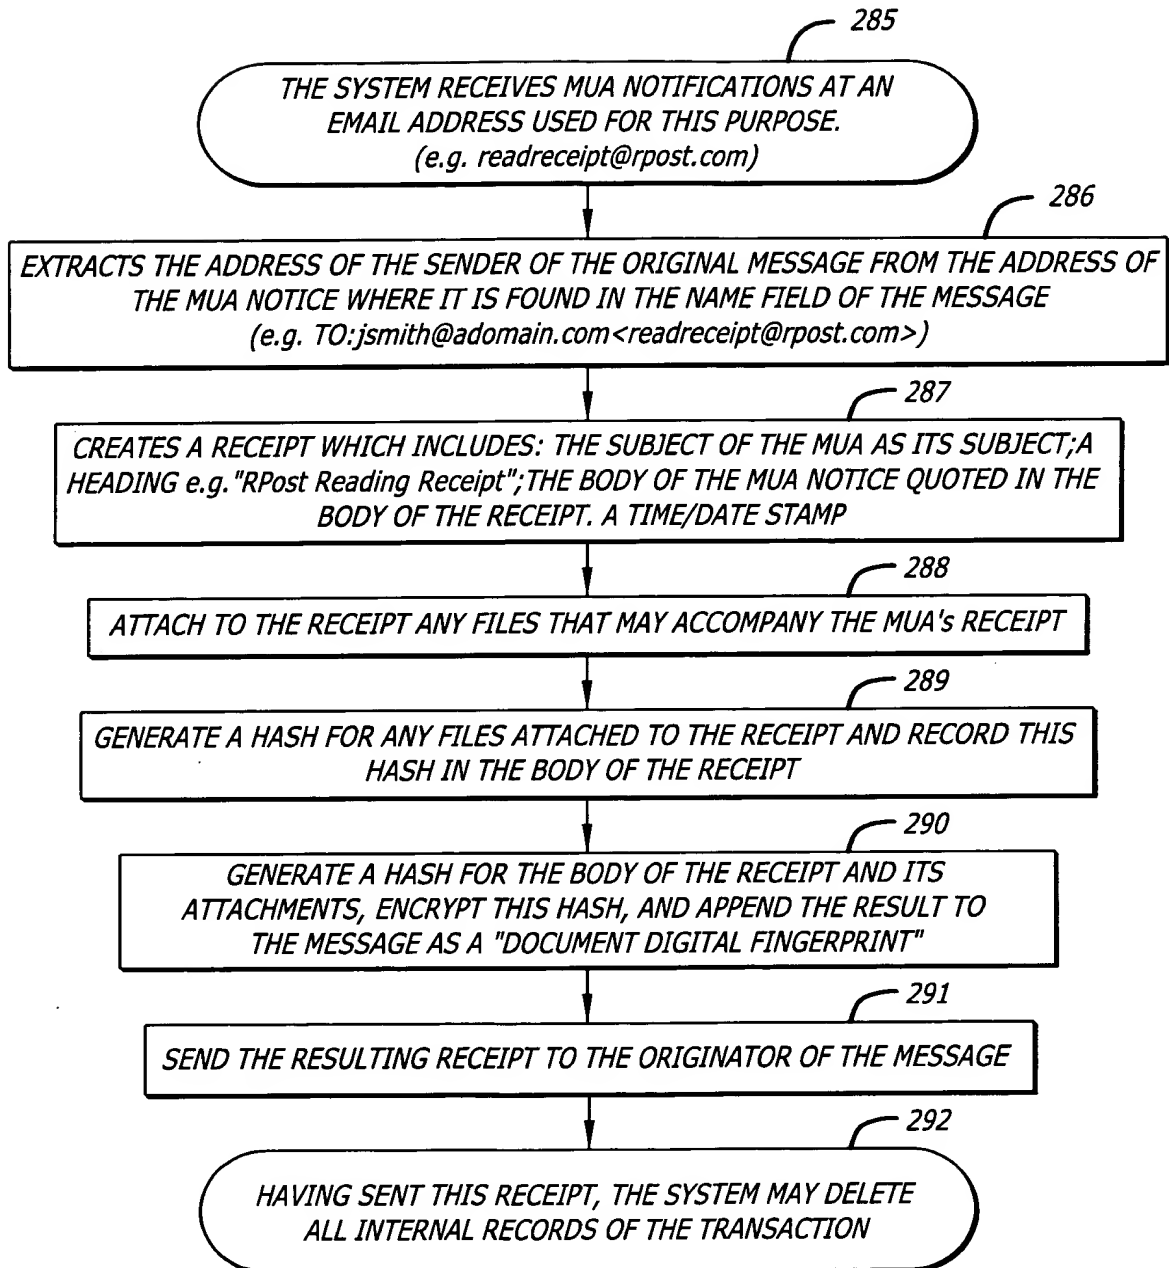 285
THE SYSTEM RECEIVES MUA NOTIFICATIONS AT AN
EMAIL ADDRESS USED FOR THIS PURPOSE.
(e.g. readreceipt@rpost.com)
286
EXTRACTS THE ADDRESS OF THE SENDER OF THE ORIGINAL MESSAGE FROM THE ADDRESS OF
THE MUA NOTICE WHERE IT IS FOUND IN THE NAME FIELD OF THE MESSAGE
(e.g. TO:jsmith@adomain.com<readreceipt@rpost.com>)
287
CREATES A RECEIPT WHICH INCLUDES: THE SUBJECT OF THE MUA AS ITS SUBJECT;A
HEADING e.g."RPost Reading Receipt";THE BODY OF THE MUA NOTICE QUOTED IN THE
BODY OF THE RECEIPT. A TIME/DATE STAMP
288
ATTACH TO THE RECEIPT ANY FILES THAT MAY ACCOMPANY THE MUA's RECEIPT
289
GENERATE A HASH FOR ANY FILES ATTACHED TO THE RECEIPT AND RECORD THIS
HASH IN THE BODY OF THE RECEIPT
290
GENERATE A HASH FOR THE BODY OF THE RECEIPT AND ITS
ATTACHMENTS, ENCRYPT THIS HASH, AND APPEND THE RESULT TO
THE MESSAGE AS A "DOCUMENT DIGITAL FINGERPRINT"
291
SEND THE RESULTING RECEIPT TO THE ORIGINATOR OF THE MESSAGE
292
HAVING SENT THIS RECEIPT, THE SYSTEM MAY DELETE
ALL INTERNAL RECORDS OF THE TRANSACTION